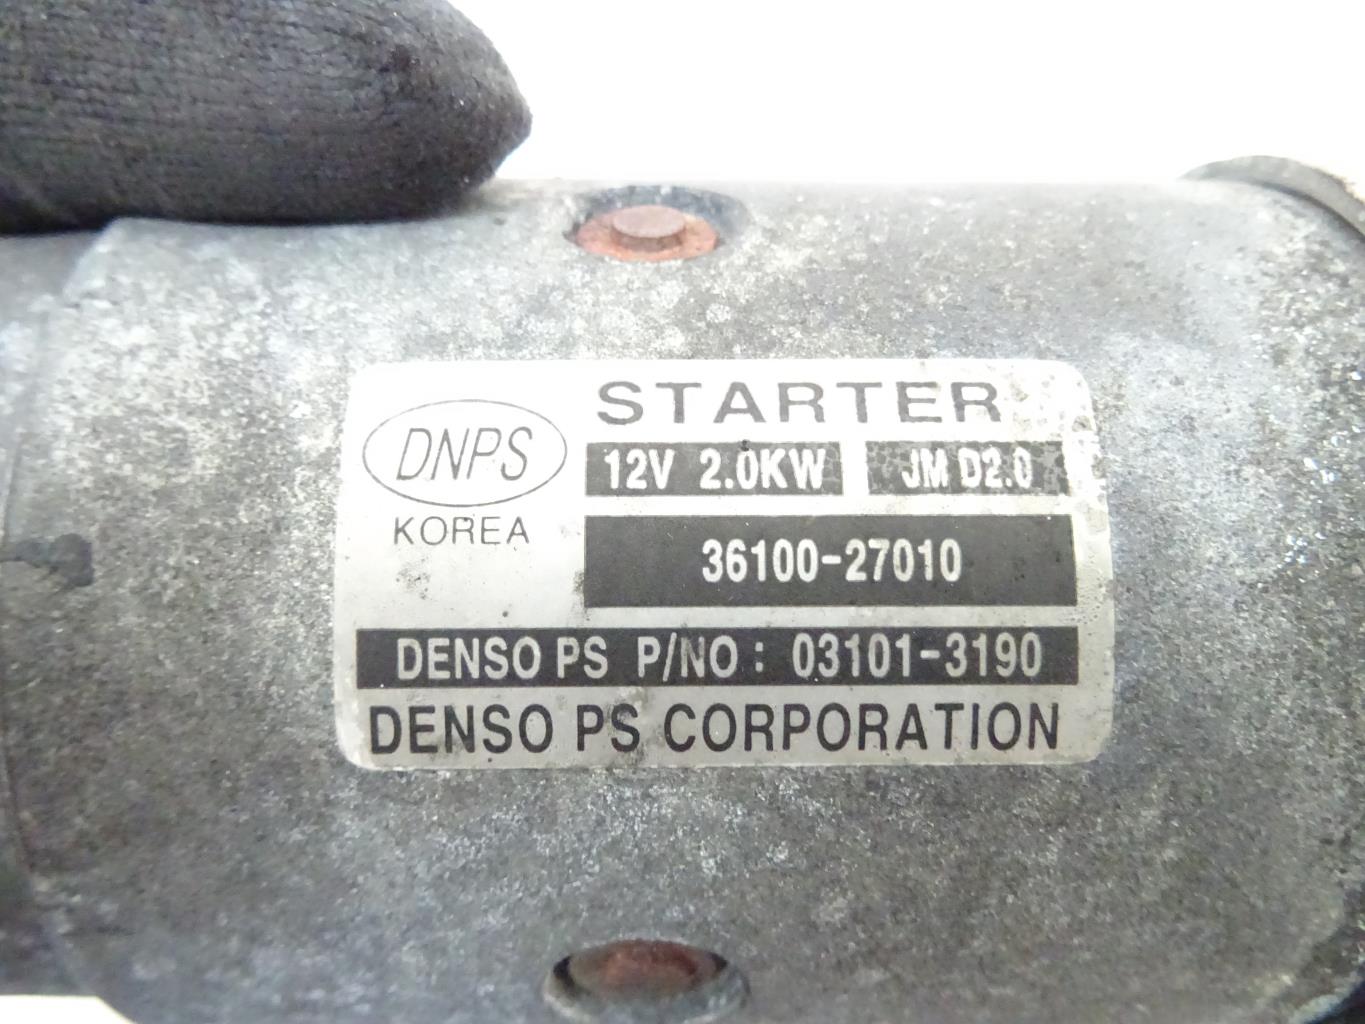 DNPS
KOREA
STARTER
12V 2.0KW JM D2.0
36100-27010
DENSO PS P/NO : 03101-3190
DENSO PS CORPORATION